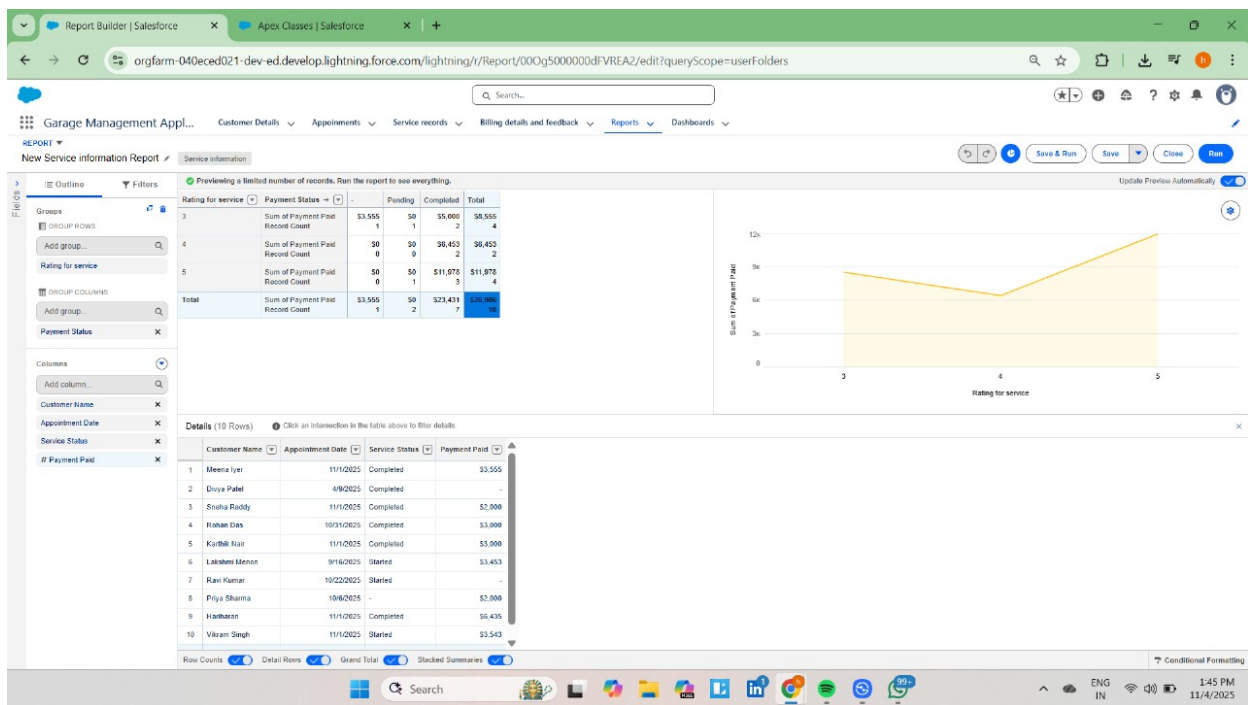 Report Builder | Salesforce
Apex Classes | Salesforce
orgfarm-040eced021-dev-ed.develop.lightning.force.com/lightning/r/Report/00Og5000000dFVREA2/edit?queryScope=userFolders
h
Search...
Garage Management Appl...
Customer Details
Appoinments
Service records
Billing details and feedback
Reports
Dashboards
REPORT
New Service information Report
Service information
Save & Run
Save
Close
Run
Fields
Outline
Filters
Previewing a limited number of records. Run the report to see everything.
Update Preview Automatically
Groups
GROUP ROWS
Add group...
Rating for service
GROUP COLUMNS
Add group...
Payment Status
Columns
Add column...
Customer Name
Appointment Date
Service Status
# Payment Paid
Rating for service Payment Status → - Pending Completed Total
3 Sum of Payment Paid $3,555 $0 $5,000 $8,555
Record Count 1 1 2 4
4 Sum of Payment Paid $0 $0 $6,453 $6,453
Record Count 0 0 2 2
5 Sum of Payment Paid $0 $0 $11,978 $11,978
Record Count 0 1 3 4
Total Sum of Payment Paid $3,555 $0 $23,431 $26,986
Record Count 1 2 7 10
Sum of Payment Paid
12k
9k
6k
3k
0
3 4 5
Rating for service
Details (10 Rows) Click an intersection in the table above to filter details.
Customer Name Appointment Date Service Status Payment Paid
1 Meena Iyer 11/1/2025 Completed $3,555
2 Divya Patel 4/9/2025 Completed -
3 Sneha Reddy 11/1/2025 Completed $2,000
4 Rohan Das 10/31/2025 Completed $3,000
5 Karthik Nair 11/1/2025 Completed $3,000
6 Lakshmi Menon 9/16/2025 Started $3,453
7 Ravi Kumar 10/22/2025 Started -
8 Priya Sharma 10/6/2025 - $2,000
9 Hariharan 11/1/2025 Completed $6,435
10 Vikram Singh 11/1/2025 Started $3,543
Row Counts
Detail Rows
Grand Total
Stacked Summaries
Conditional Formatting
Search
99+
ENG
IN
1:45 PM
11/4/2025